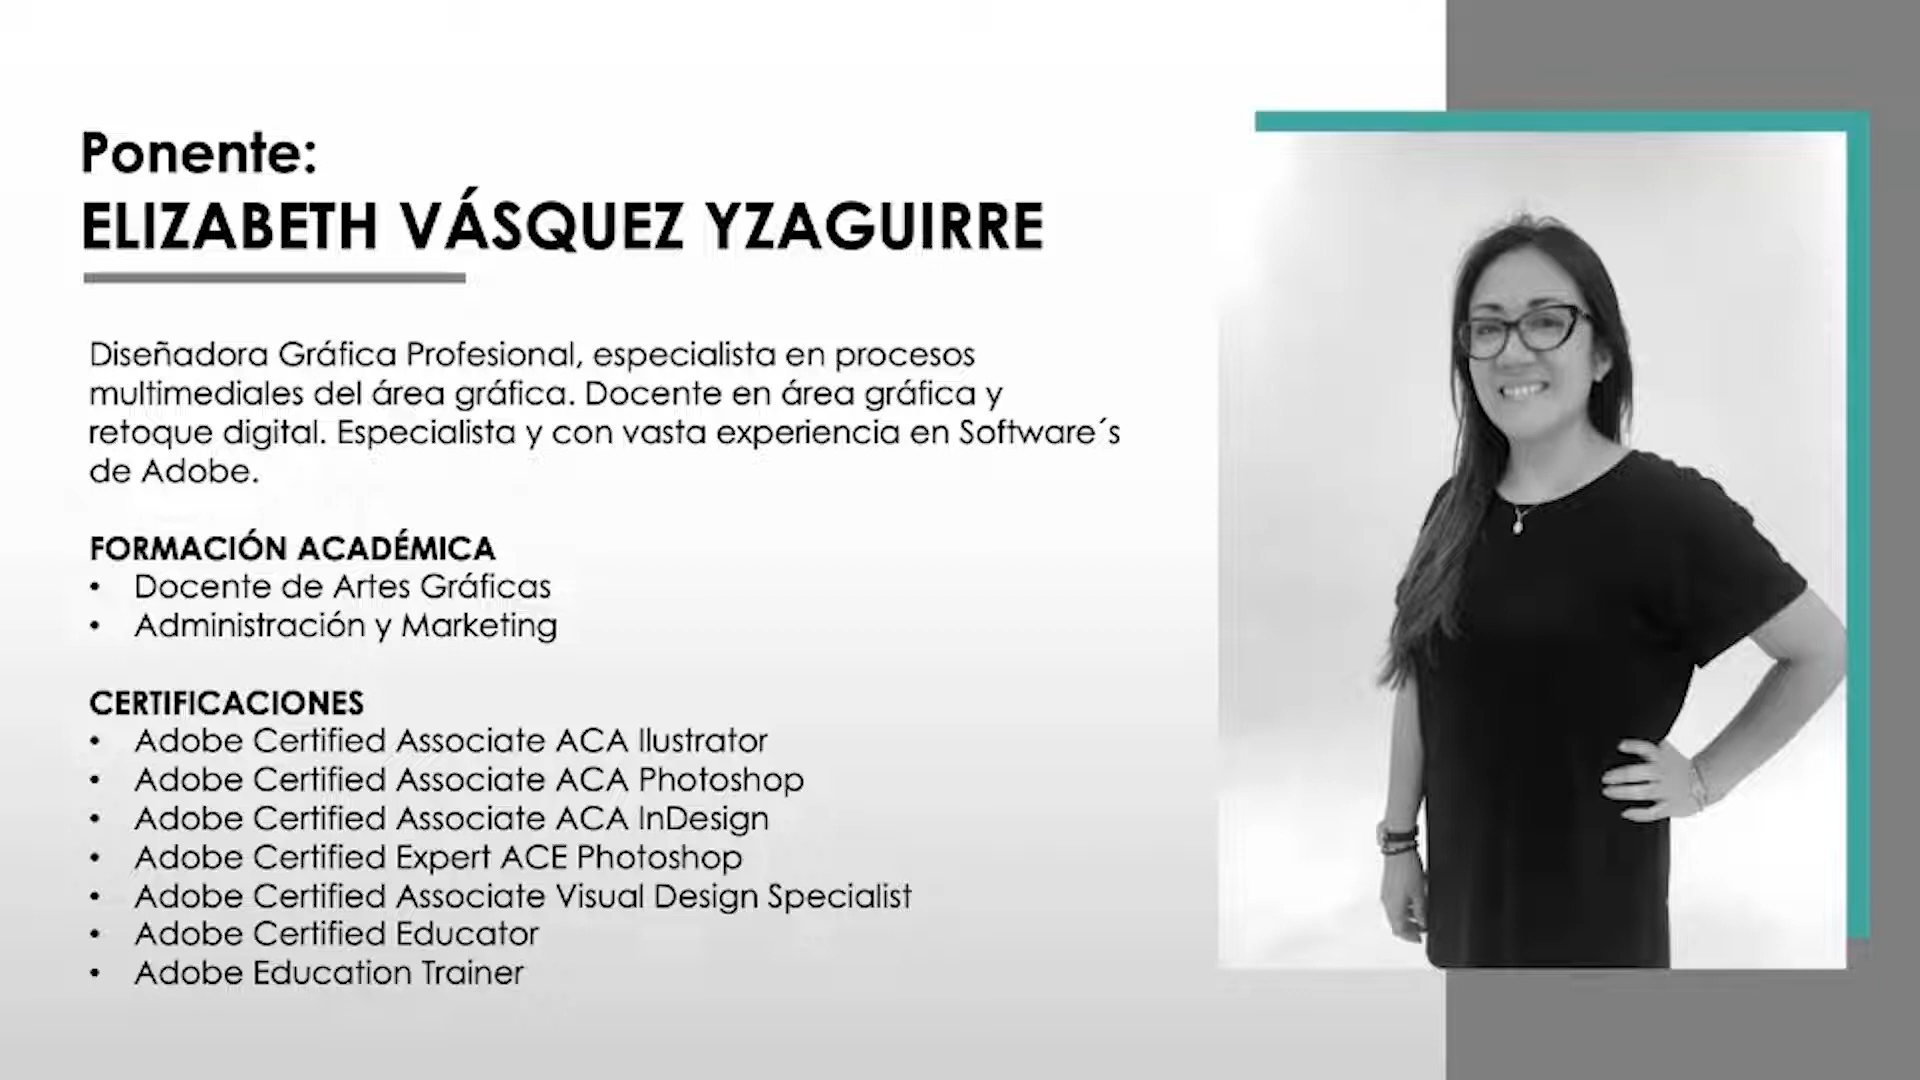 Ponente:
ELIZABETH VÁSQUEZ YZAGUIRRE
Diseñadora Gráfica Profesional, especialista en procesos
multimediales del área gráfica. Docente en área gráfica y
retoque digital. Especialista y con vasta experiencia en Software´s
de Adobe.
FORMACIÓN ACADÉMICA
• Docente de Artes Gráficas
• Administración y Marketing
CERTIFICACIONES
• Adobe Certified Associate ACA Ilustrator
• Adobe Certified Associate ACA Photoshop
• Adobe Certified Associate ACA InDesign
• Adobe Certified Expert ACE Photoshop
• Adobe Certified Associate Visual Design Specialist
• Adobe Certified Educator
• Adobe Education Trainer